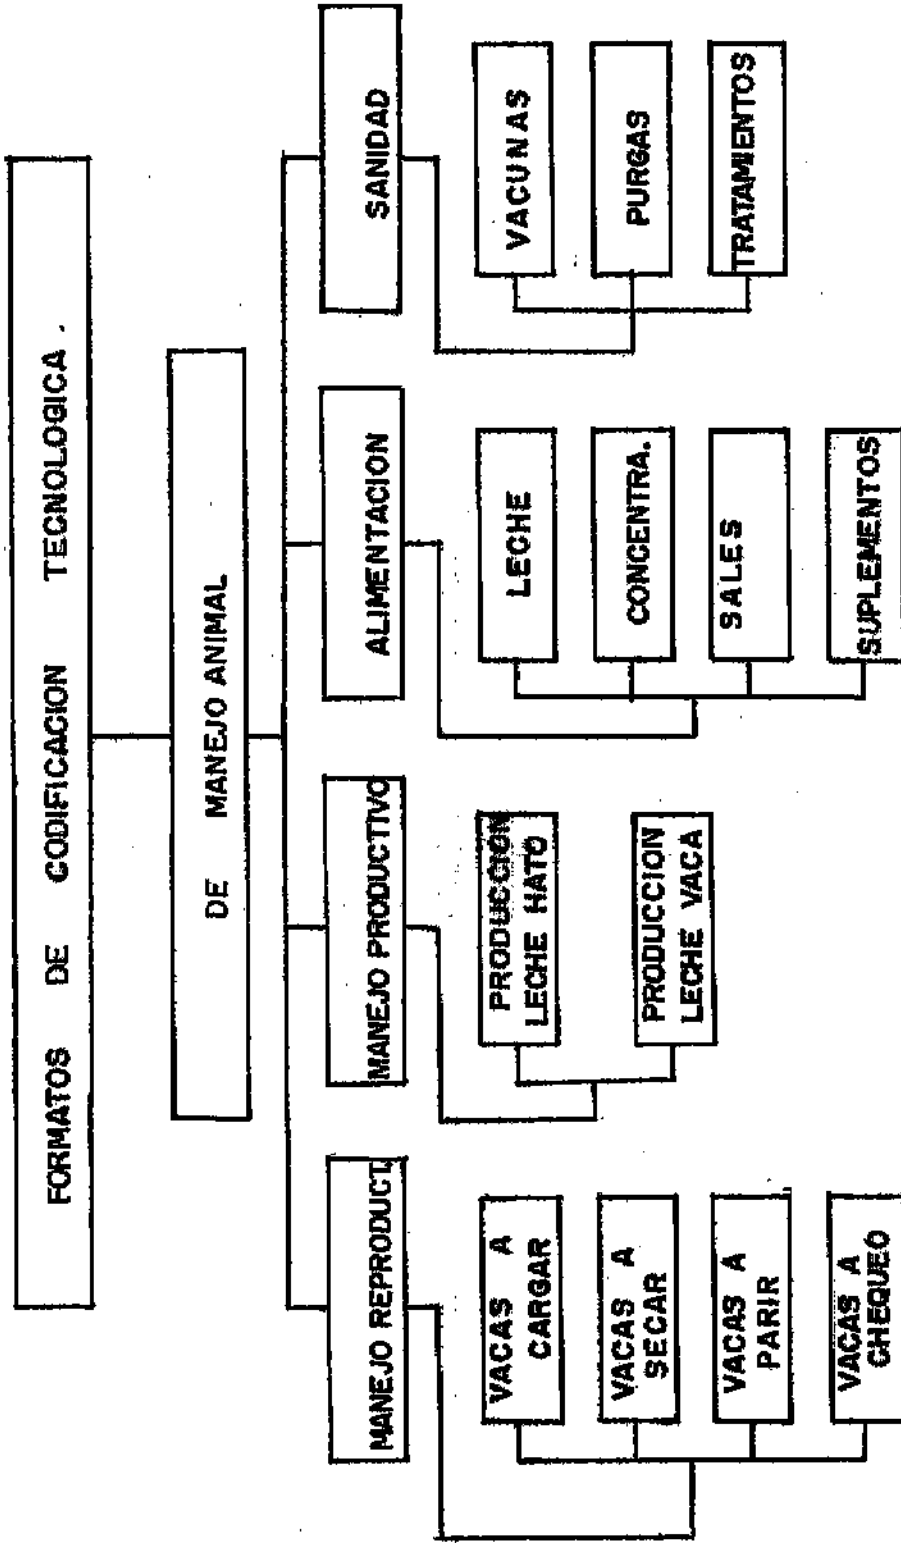 FORMATOS DE CODIFICACION TECNOLOGICA.
DE MANEJO ANIMAL
MANEJO REPRODUCT.
MANEJO PRODUCTIVO
ALIMENTACION
SANIDAD
VACAS A
CARGAR
VACAS A
SECAR
VACAS A
PARIR
VACAS A
CHEQUEO
PRODUCCION
LECHE HATO
PRODUCCION
LECHE VACA
LECHE
CONCENTRA.
SALES
SUPLEMENTOS
VACUNAS
PURGAS
TRATAMIENTOS